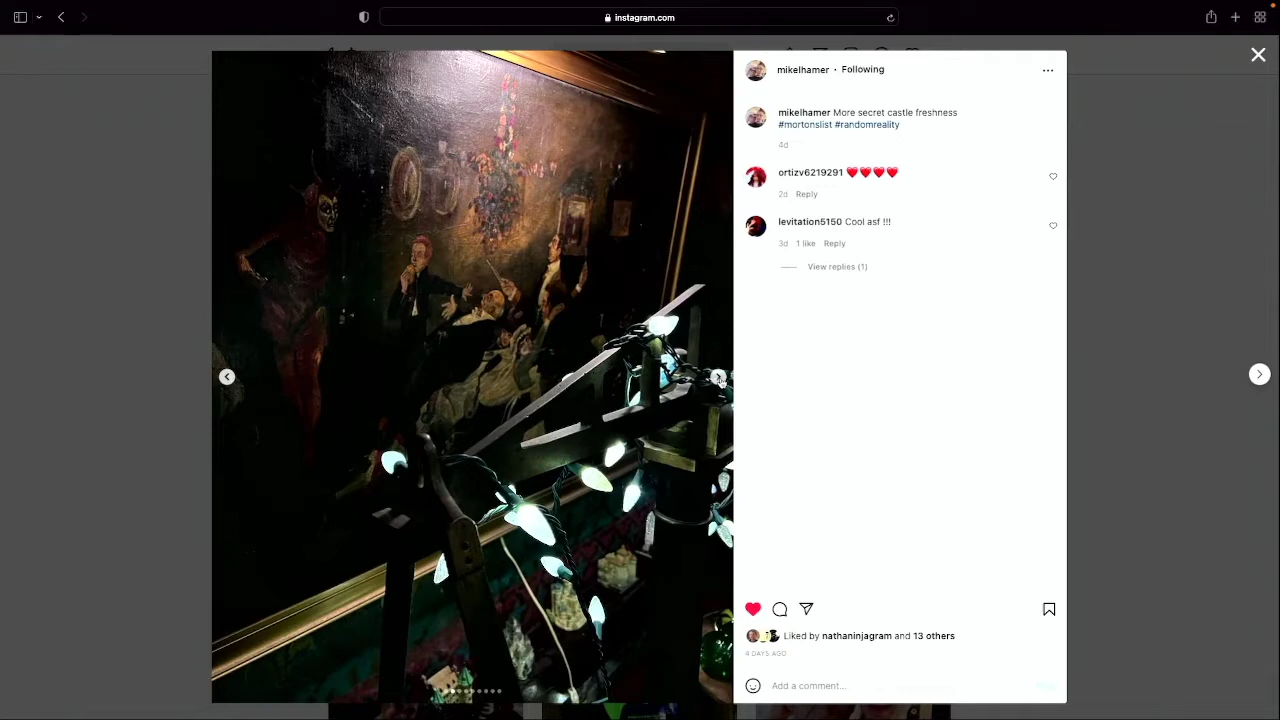 instagram.com
mikelhamer • Following
mikelhamer More secret castle freshness
#mortonslist #randomreality
4d
ortizv6219291 ❤️❤️❤️❤️
2d Reply
levitation5150 Cool asf !!!
3d 1 like Reply
View replies (1)
Liked by nathaninjagram and 13 others
4 DAYS AGO
Add a comment...